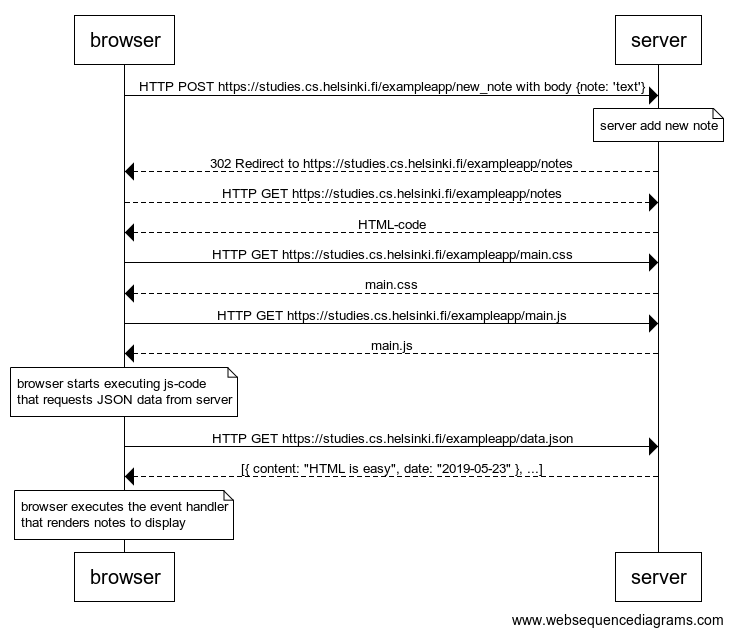 browser
server
HTTP POST https://studies.cs.helsinki.fi/exampleapp/new_note with body {note: 'text'}
server add new note
302 Redirect to https://studies.cs.helsinki.fi/exampleapp/notes
HTTP GET https://studies.cs.helsinki.fi/exampleapp/notes
HTML-code
HTTP GET https://studies.cs.helsinki.fi/exampleapp/main.css
main.css
HTTP GET https://studies.cs.helsinki.fi/exampleapp/main.js
main.js
browser starts executing js-code
that requests JSON data from server
HTTP GET https://studies.cs.helsinki.fi/exampleapp/data.json
[{ content: "HTML is easy", date: "2019-05-23" }, ...]
browser executes the event handler
that renders notes to display
browser
server
www.websequencediagrams.com